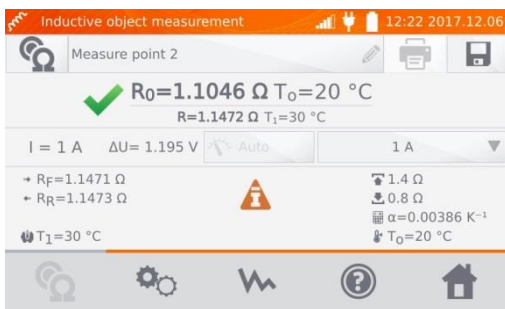 Inductive object measurement 12:22 2017.12.06
Measure point 2
R₀=1.1046 Ω T₀=20 °C
R=1.1472 Ω T₁=30 °C
I = 1 A ΔU= 1.195 V Auto 1 A
R_F=1.1471 Ω 1.4 Ω
R_R=1.1473 Ω 0.8 Ω
α=0.00386 K⁻¹
T₁=30 °C T₀=20 °C